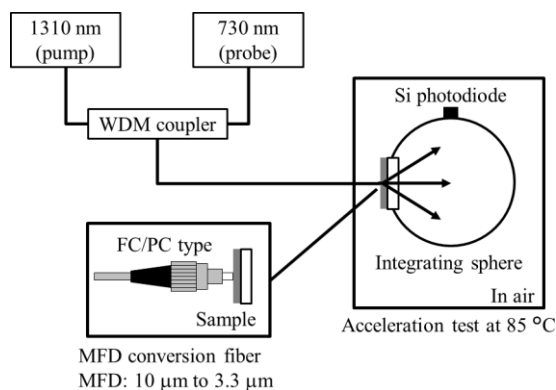 1310 nm
(pump)
730 nm
(probe)
WDM coupler
Si photodiode
Integrating sphere
In air
Acceleration test at 85 °C
FC/PC type
Sample
MFD conversion fiber
MFD: 10 μm to 3.3 μm